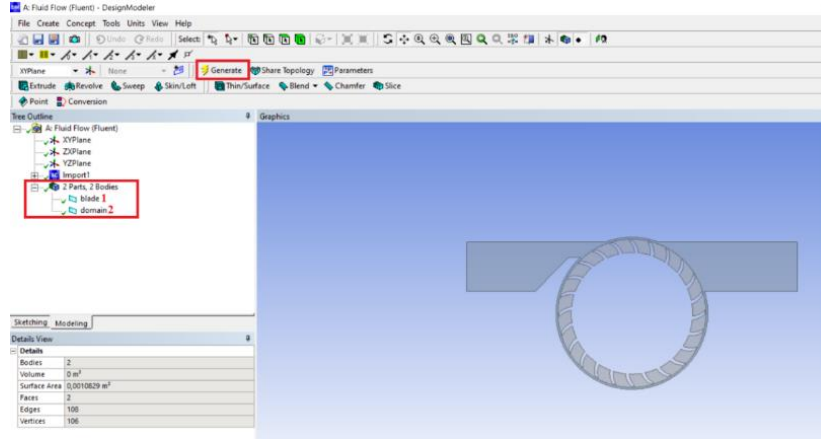 A: Fluid Flow (Fluent) - DesignModeler
File Create Concept Tools Units View Help
Undo Redo Select:
XYPlane None Generate Share Topology Parameters
Extrude Revolve Sweep Skin/Loft Thin/Surface Blend Chamfer Slice
Point Conversion
Tree Outline Graphics
A: Fluid Flow (Fluent)
XYPlane
ZXPlane
YZPlane
Import1
2 Parts, 2 Bodies
blade 1
domain 2
Sketching Modeling
Details View
Details
Bodies 2
Volume 0 m³
Surface Area 0,0010829 m²
Faces 2
Edges 106
Vertices 106